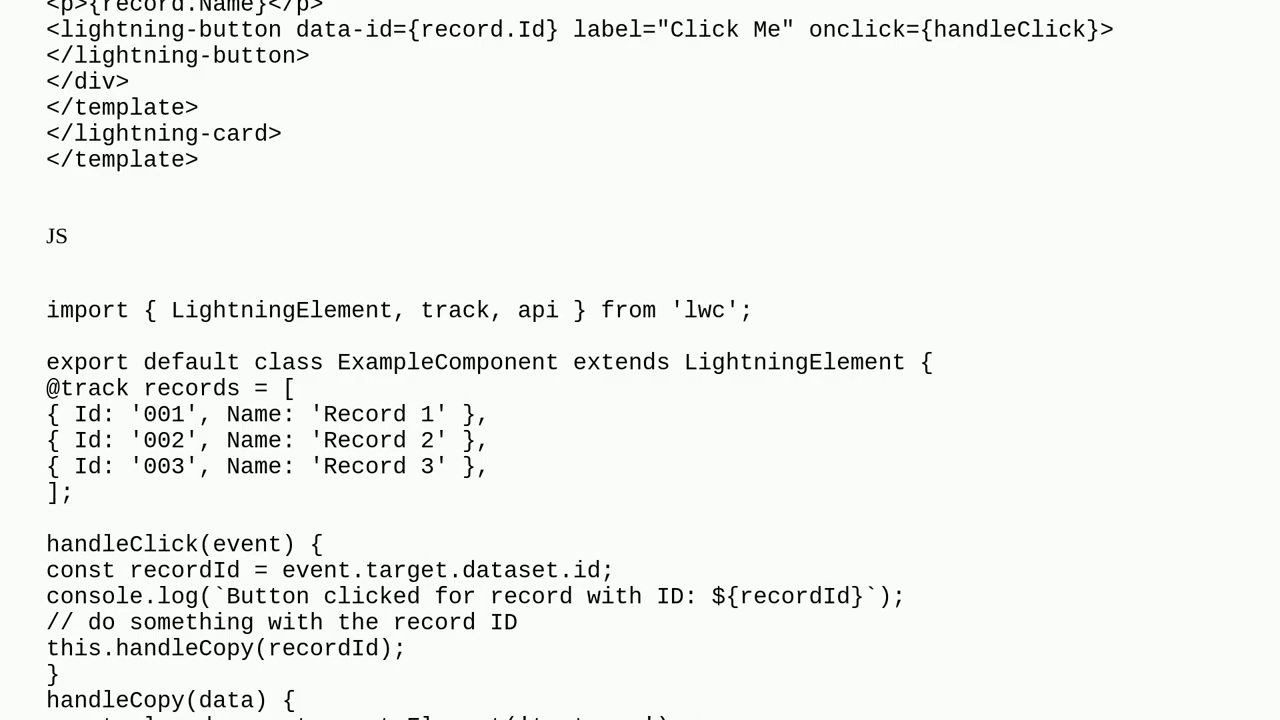 <p>{record.Name}</p>
<lightning-button data-id={record.Id} label="Click Me" onclick={handleClick}>
</lightning-button>
</div>
</template>
</lightning-card>
</template>
JS
import { LightningElement, track, api } from 'lwc';
export default class ExampleComponent extends LightningElement {
@track records = [
{ Id: '001', Name: 'Record 1' },
{ Id: '002', Name: 'Record 2' },
{ Id: '003', Name: 'Record 3' },
];
handleClick(event) {
const recordId = event.target.dataset.id;
console.log(`Button clicked for record with ID: ${recordId}`);
// do something with the record ID
this.handleCopy(recordId);
}
handleCopy(data) {